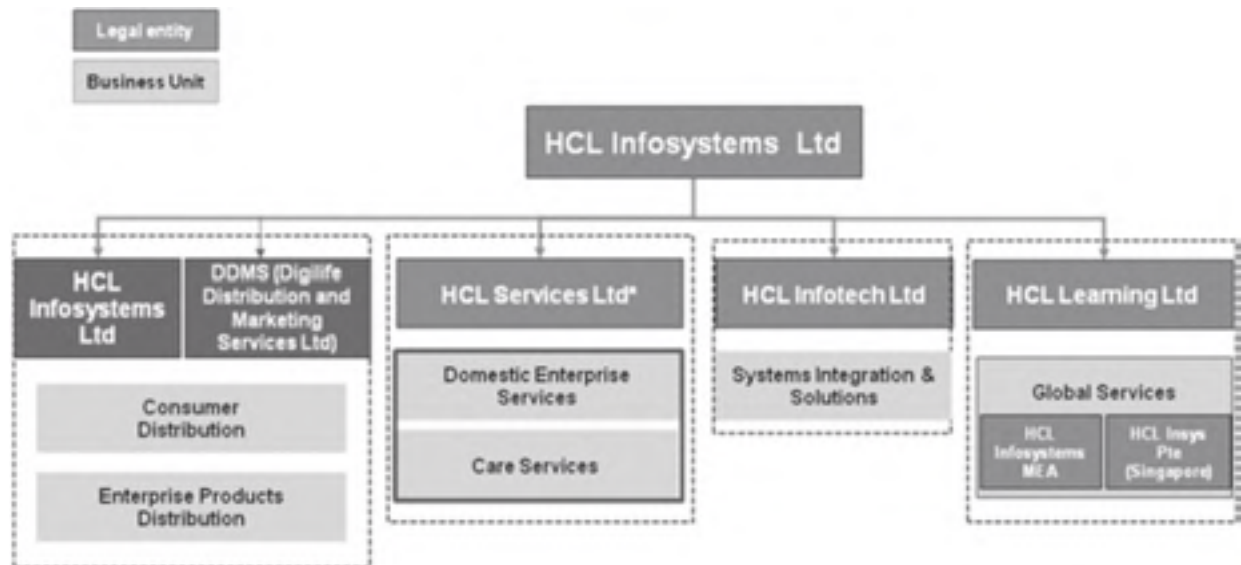 Legal entity
Business Unit
HCL Infosystems Ltd
HCL
Infosystems
Ltd
DDMS (Digilife
Distribution and
Marketing
Services Ltd)
HCL Services Ltd*
HCL Infotech Ltd
HCL Learning Ltd
Consumer
Distribution
Enterprise Products
Distribution
Domestic Enterprise
Services
Care Services
Systems Integration &
Solutions
Global Services
HCL
Infosystems
MEA
HCL Insys
Pte
(Singapore)